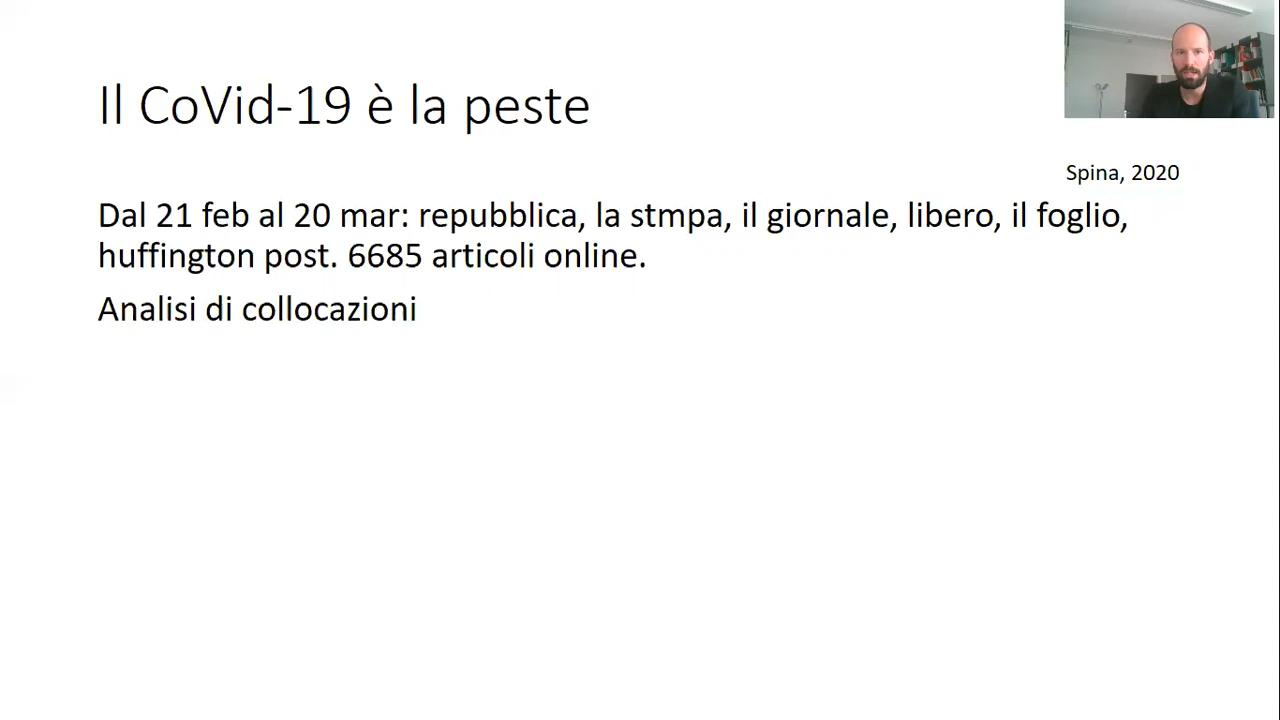 Il CoVid-19 è la peste
Spina, 2020
Dal 21 feb al 20 mar: repubblica, la stmpa, il giornale, libero, il foglio,
huffington post. 6685 articoli online.
Analisi di collocazioni